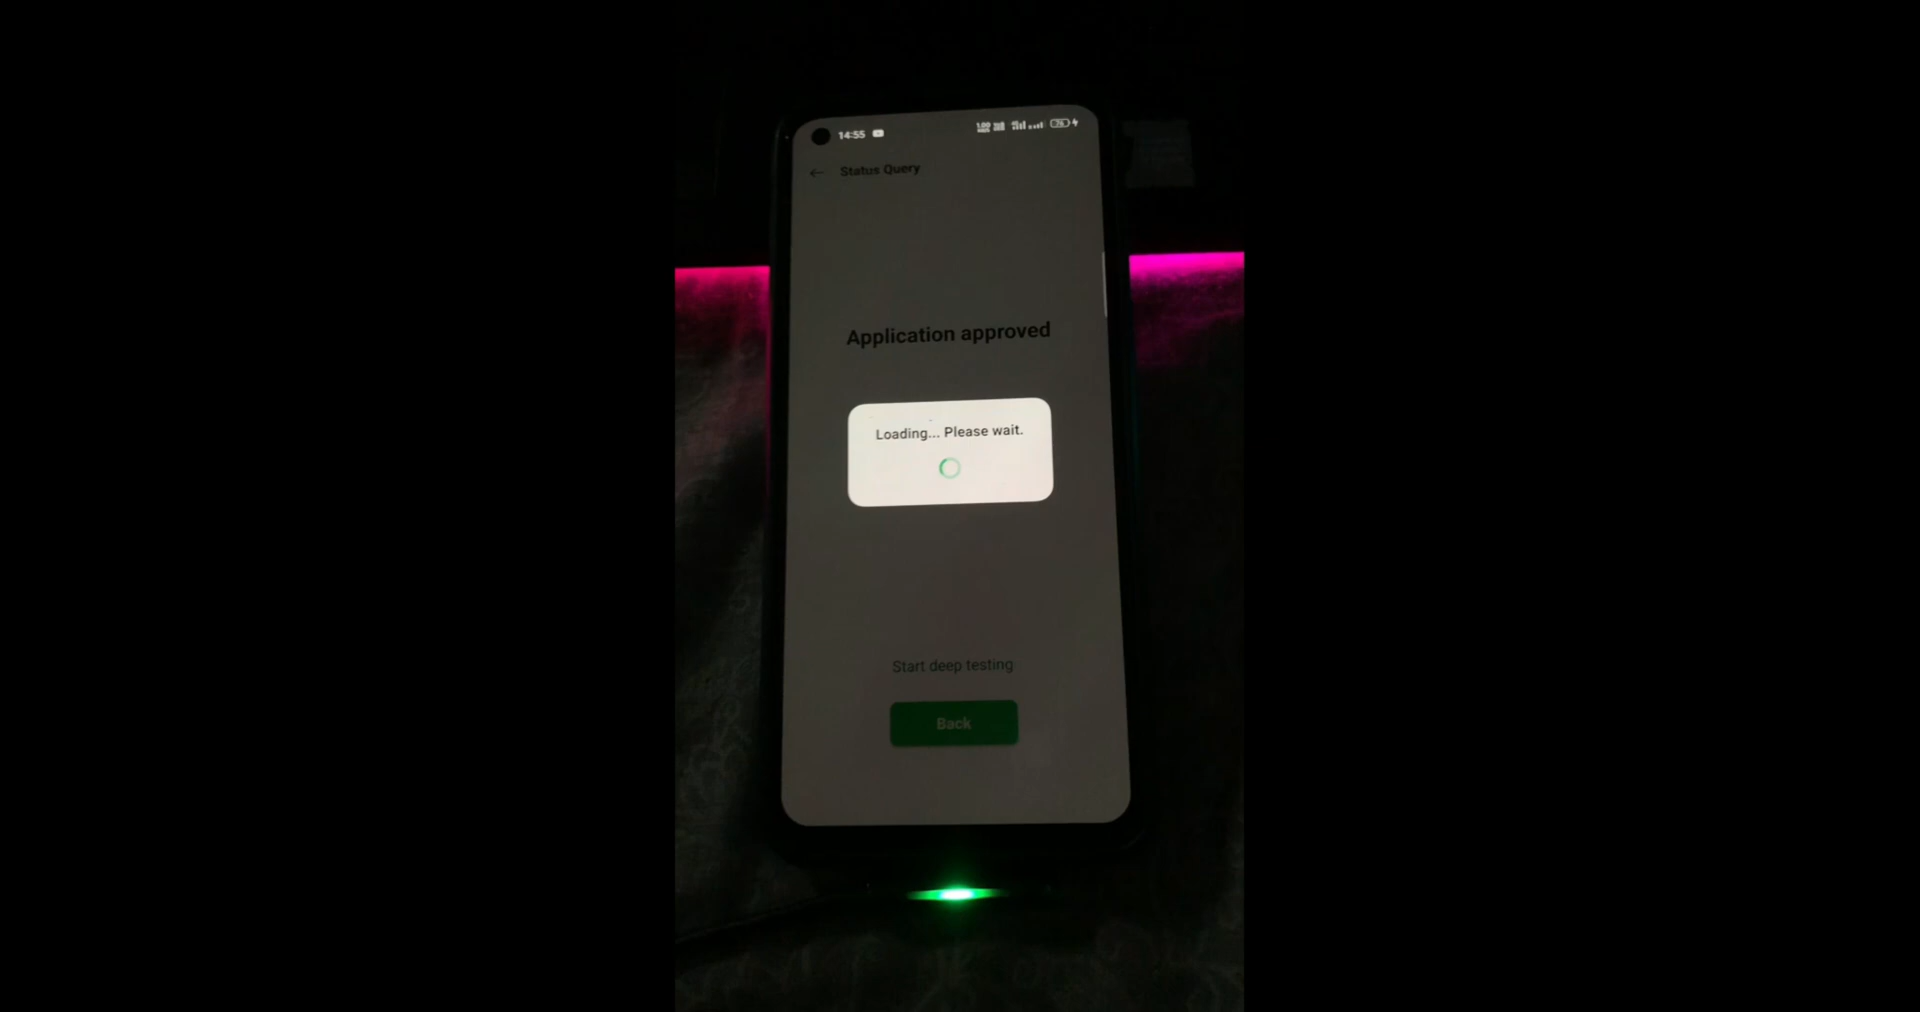 14:55
Status Query
Application approved
Loading... Please wait.
Start deep testing
Back